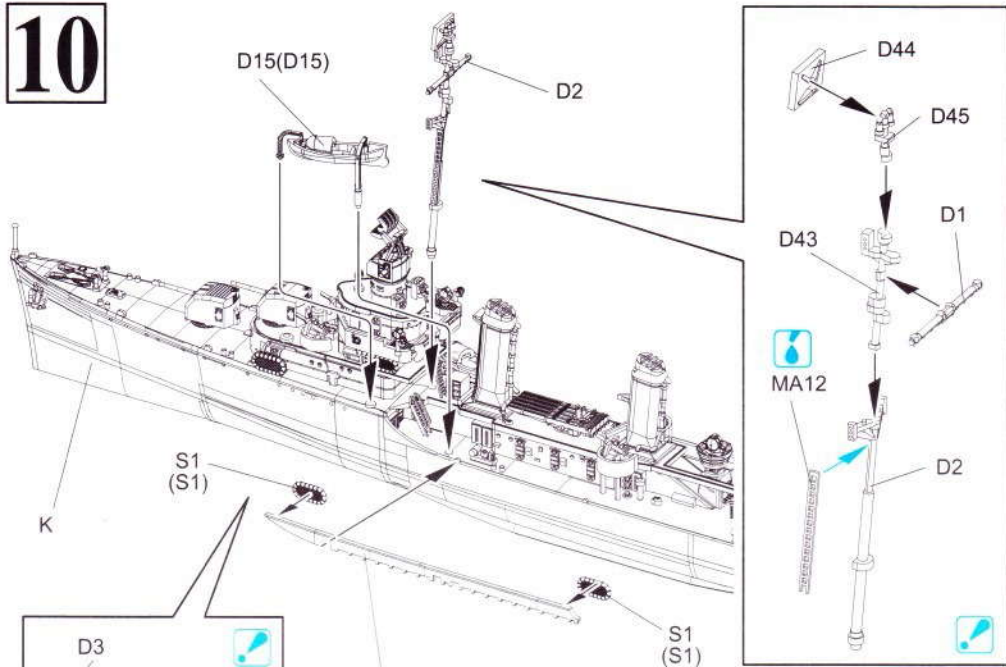 10
D15(D15)
D2
D44
D45
D1
D43
MA12
D2
S1
(S1)
K
S1
(S1)
D3